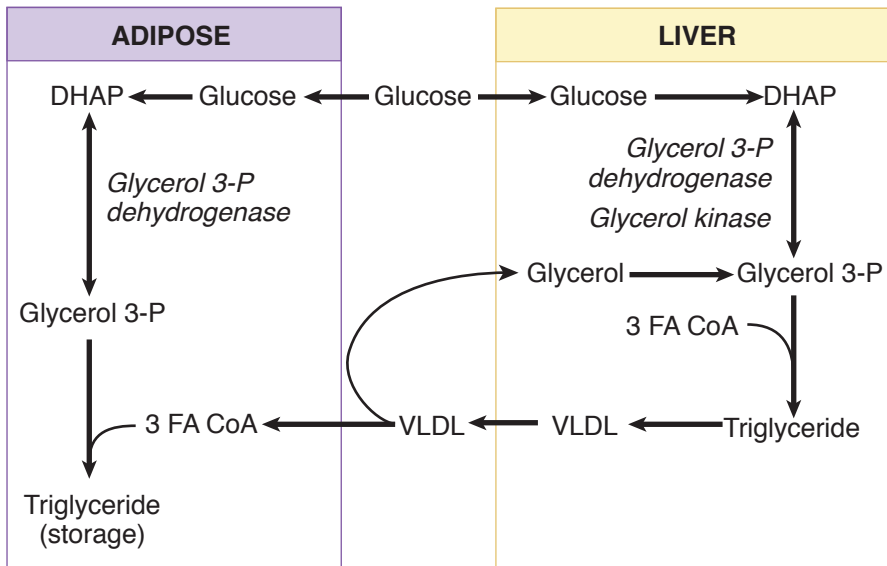 ADIPOSE
LIVER
DHAP
Glucose
Glucose
Glucose
DHAP
Glycerol 3-P
dehydrogenase
Glycerol 3-P
dehydrogenase
Glycerol kinase
Glycerol
Glycerol 3-P
Glycerol 3-P
3 FA CoA
3 FA CoA
VLDL
VLDL
Triglyceride
Triglyceride
(storage)